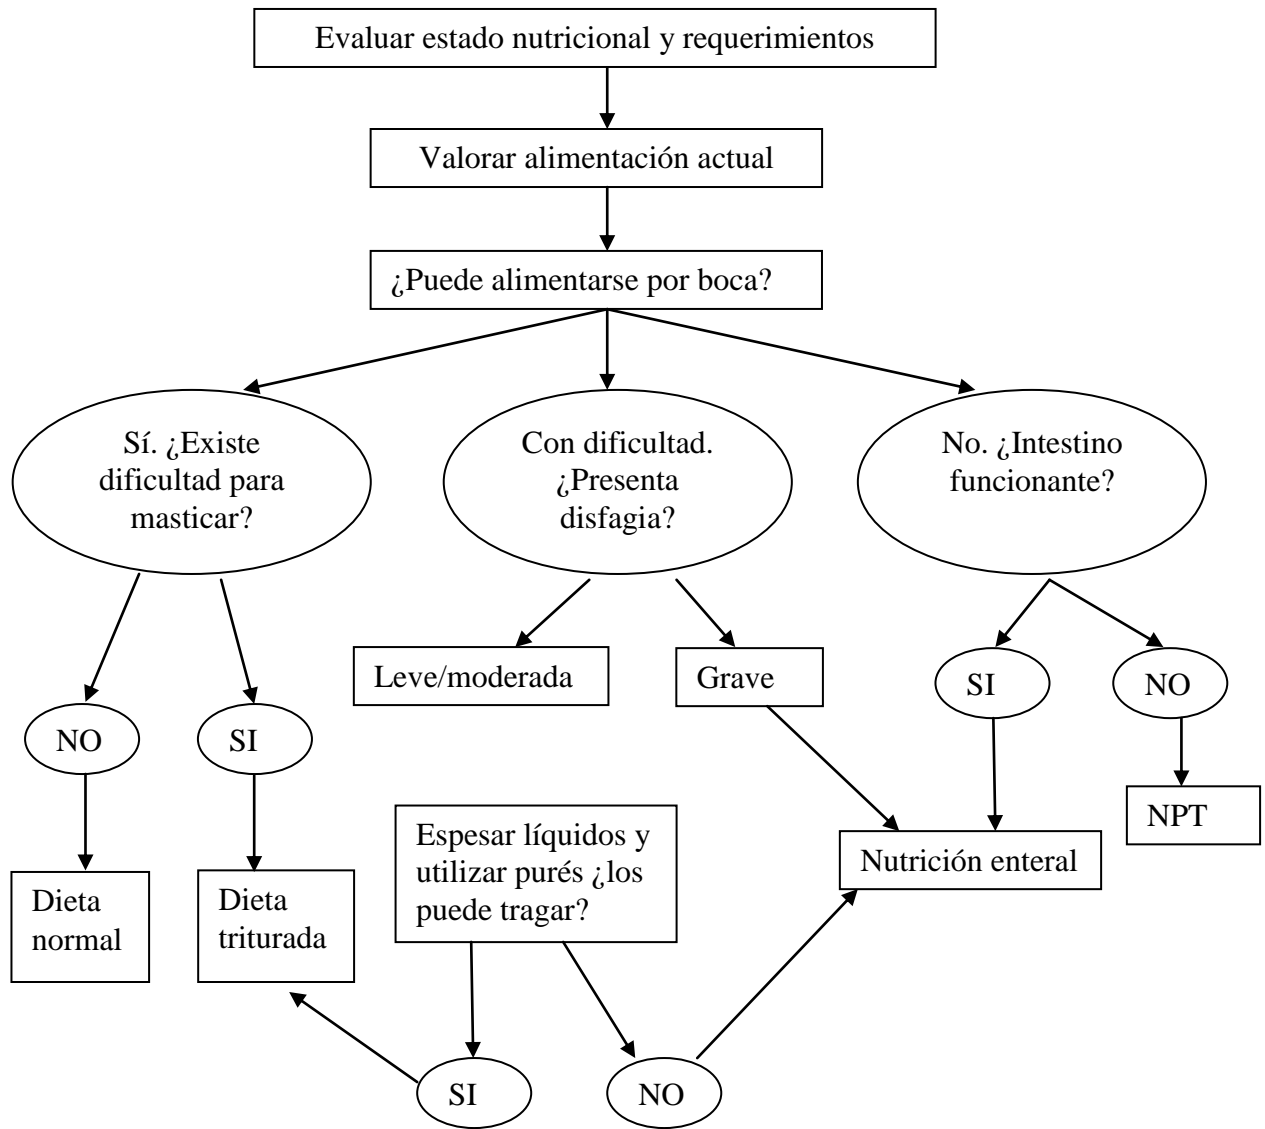 Evaluar estado nutricional y requerimientos
Valorar alimentación actual
¿Puede alimentarse por boca?
Sí. ¿Existe
dificultad para
masticar?
Con dificultad.
¿Presenta
disfagia?
No. ¿Intestino
funcionante?
Leve/moderada
Grave
SI
NO
NO
SI
NPT
Espesar líquidos y
utilizar purés ¿los
puede tragar?
Nutrición enteral
Dieta
normal
Dieta
triturada
SI
NO